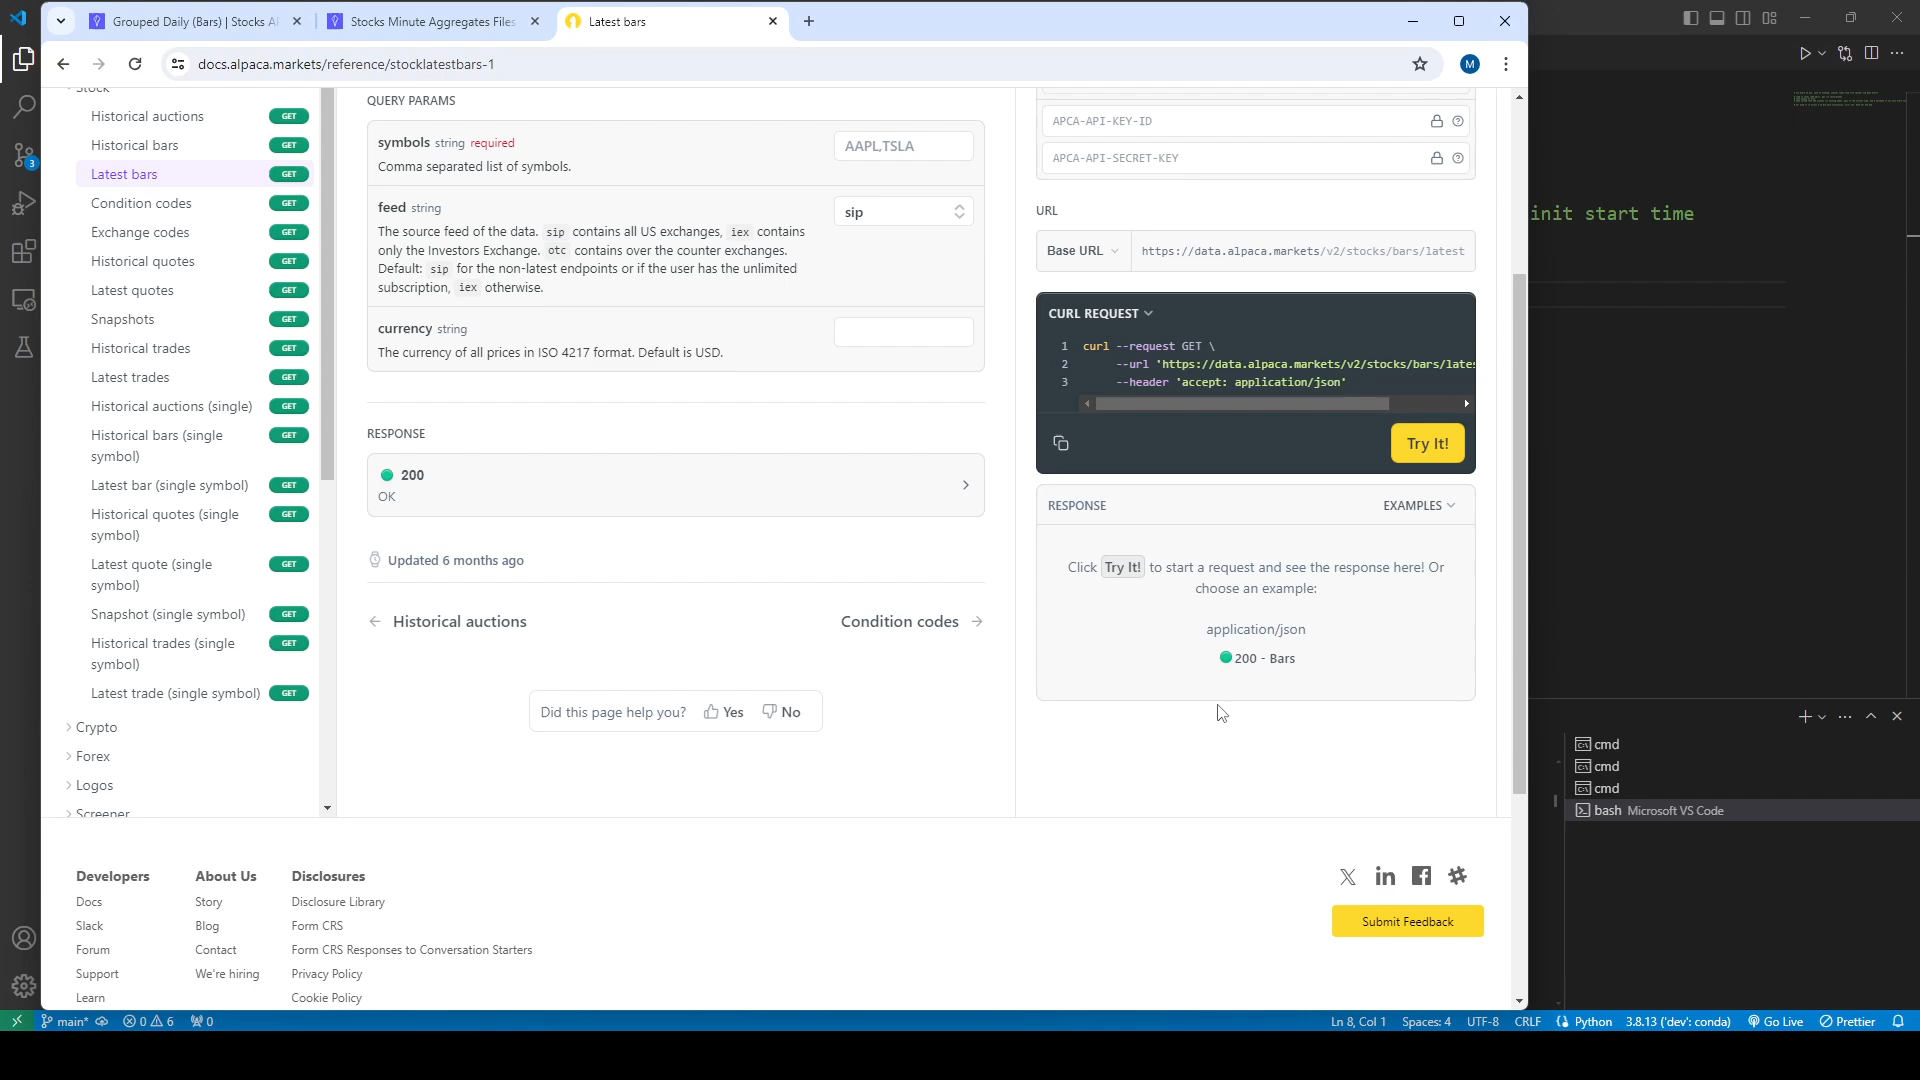 Grouped Daily (Bars) | Stocks A
Stocks Minute Aggregates Files
Latest bars
docs.alpaca.markets/reference/stocklatestbars-1
M
Stock
Historical auctions GET
Historical bars GET
Latest bars GET
Condition codes GET
Exchange codes GET
Historical quotes GET
Latest quotes GET
Snapshots GET
Historical trades GET
Latest trades GET
Historical auctions (single) GET
Historical bars (single GET
symbol)
Latest bar (single symbol) GET
Historical quotes (single GET
symbol)
Latest quote (single GET
symbol)
Snapshot (single symbol) GET
Historical trades (single GET
symbol)
Latest trade (single symbol) GET
Crypto
Forex
Logos
Screener
QUERY PARAMS
symbols string required
AAPL,TSLA
Comma separated list of symbols.
feed string
sip
The source feed of the data. sip contains all US exchanges, iex contains
only the Investors Exchange. otc contains over the counter exchanges.
Default: sip for the non-latest endpoints or if the user has the unlimited
subscription, iex otherwise.
currency string
The currency of all prices in ISO 4217 format. Default is USD.
RESPONSE
200
OK
Updated 6 months ago
← Historical auctions
Condition codes →
Did this page help you? Yes No
APCA-API-KEY-ID
APCA-API-SECRET-KEY
URL
Base URL https://data.alpaca.markets/v2/stocks/bars/latest
CURL REQUEST
1 curl --request GET \
2 --url 'https://data.alpaca.markets/v2/stocks/bars/lates
3 --header 'accept: application/json'
Try It!
RESPONSE
EXAMPLES
Click Try It! to start a request and see the response here! Or
choose an example:
application/json
200 - Bars
Developers
Docs
Slack
Forum
Support
Learn
About Us
Story
Blog
Contact
We're hiring
Disclosures
Disclosure Library
Form CRS
Form CRS Responses to Conversation Starters
Privacy Policy
Cookie Policy
Submit Feedback
init start time
cmd
cmd
cmd
bash Microsoft VS Code
3
main* 0 6 0
Ln 8, Col 1 Spaces: 4 UTF-8 CRLF Python 3.8.13 ('dev': conda) Go Live Prettier